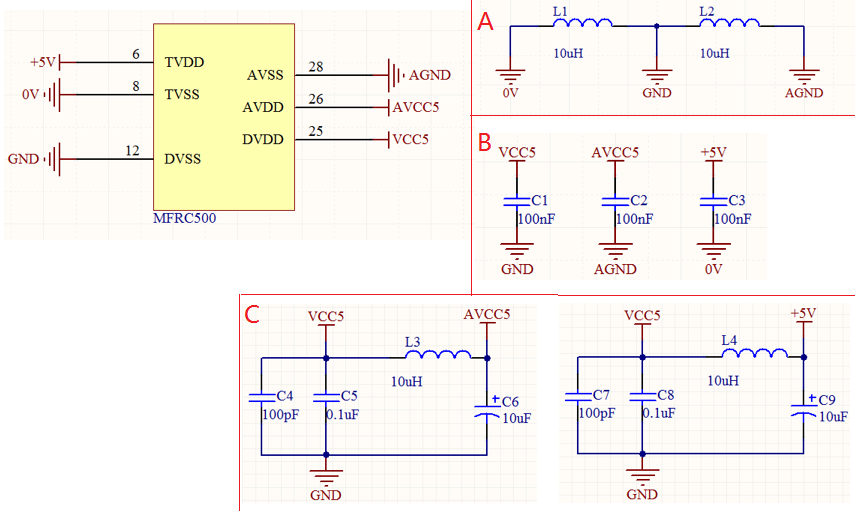 +5V
6
TVDD
0V
8
TVSS
GND
12
DVSS
AVSS
28
AGND
AVDD
26
AVCC5
DVDD
25
VCC5
MFRC500
A
L1
10uH
L2
10uH
0V
GND
AGND
B
VCC5
AVCC5
+5V
C1
100nF
C2
100nF
C3
100nF
GND
AGND
0V
C
VCC5
AVCC5
L3
10uH
C4
100pF
C5
0.1uF
C6
10uF
GND
VCC5
+5V
L4
10uH
C7
100pF
C8
0.1uF
C9
10uF
GND